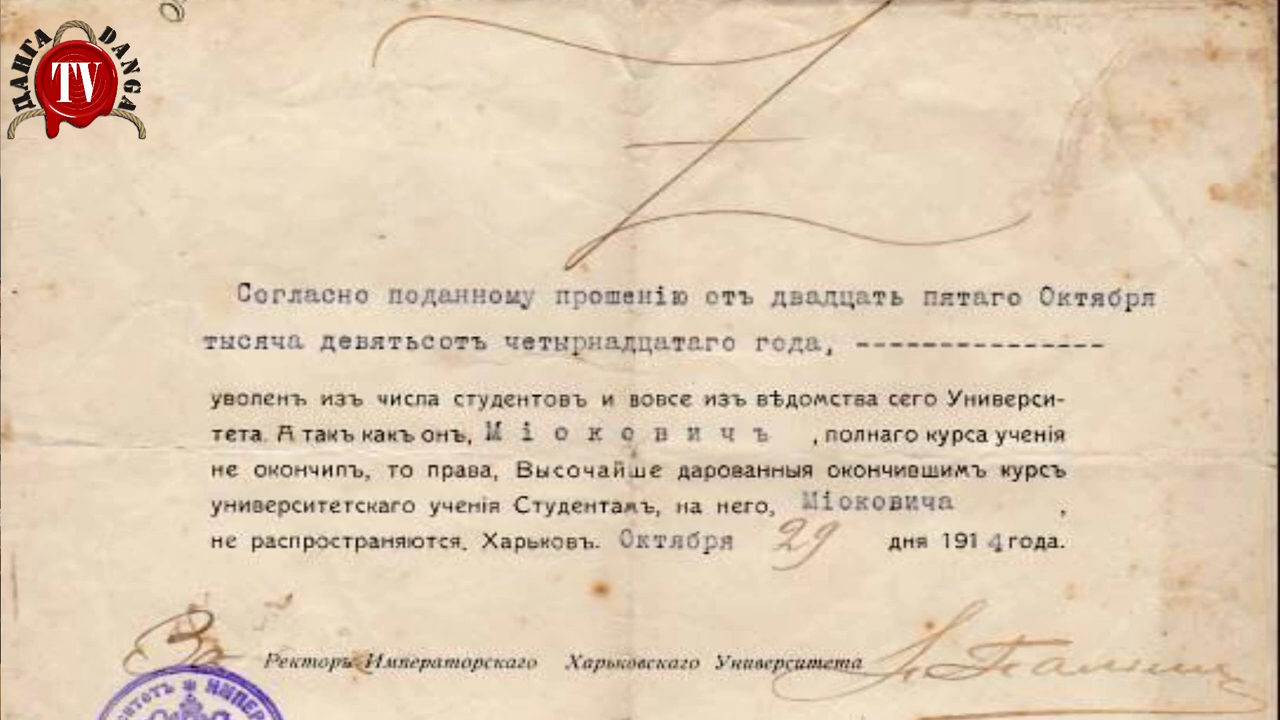 ДАНГА DANGA
TV
Согласно поданному прошенію отъ двадцать пятаго Октября
тысяча девятьсотъ четырнадцатаго года, ---------------
уволенъ изъ числа студентовъ и вовсе изъ вѣдомства сего Универси-
тета. А такъ какъ онъ, Міоковичъ , полнаго курса ученія
не окончилъ, то права, Высочайше дарованныя окончившимъ курсъ
университетскаго ученія Студентамъ, на него, Міоковича ,
не распространяются. Харьковъ. Октября 29 дня 1914 года.
За Ректоръ Императорскаго Харьковскаго Университета
ситетъ ИМПЕР